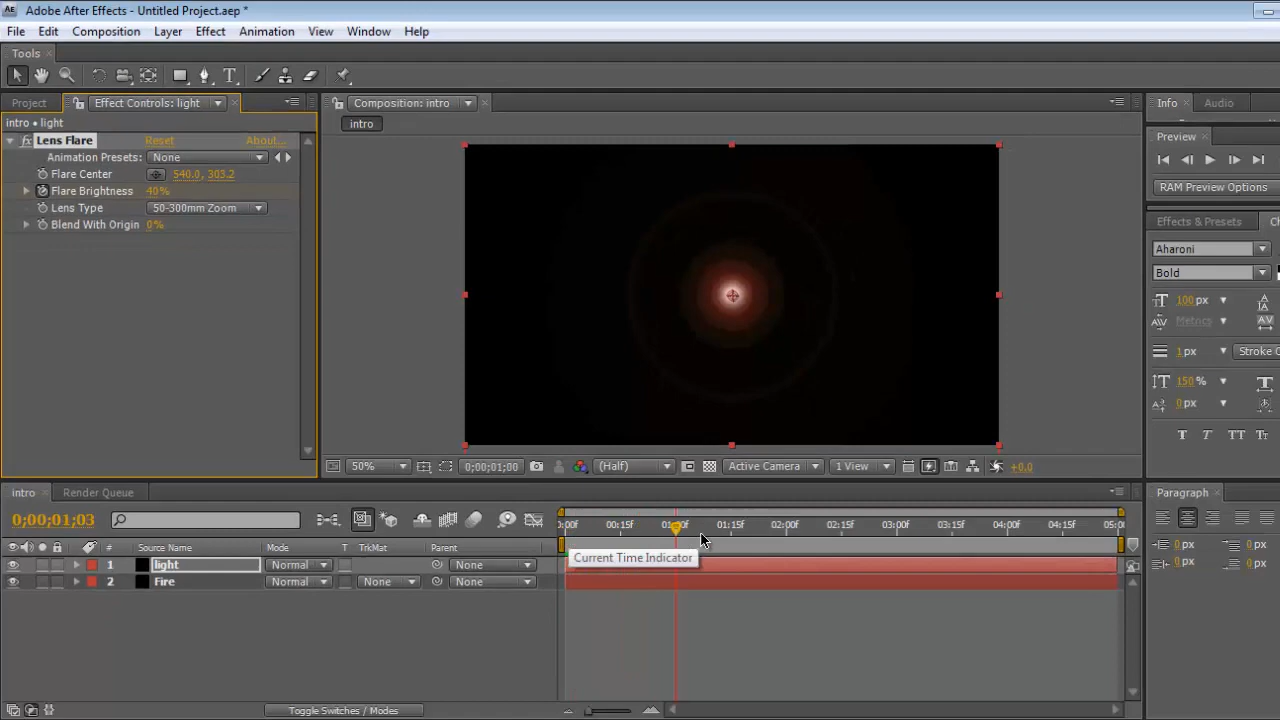 Adobe After Effects - Untitled Project.aep *
File Edit Composition Layer Effect Animation View Window Help
Tools
Project Effect Controls: light Composition: intro Info Audio
intro • light intro
Lens Flare Reset About... Preview
Animation Presets: None
Flare Center 540.0, 303.2
Flare Brightness 40% RAM Preview Options
Lens Type 50-300mm Zoom
Blend With Origin 0% Effects & Presets
Aharoni
Bold
100 px
Metrics
1 px Stroke O
150 %
0 px
50% 0;00;01;00 (Half) Active Camera 1 View +0.0
intro Render Queue Paragraph
0;00;01;03 0:00f 00:15f 01:00f 01:15f 02:00f 02:15f 03:00f 03:15f 04:00f 04:15f 05:0
Source Name Mode T TrkMat Parent 0 px 0 px
Current Time Indicator
1 light Normal None 0 px 0 px
2 Fire Normal None None
Toggle Switches / Modes